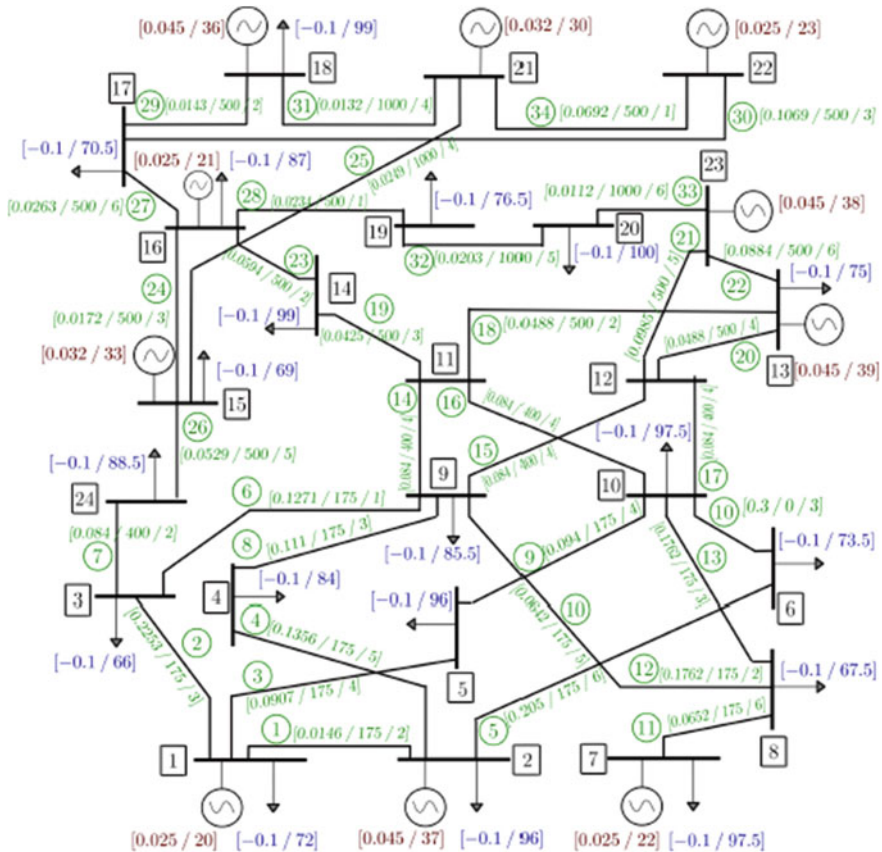 [0.045 / 36]
[−0.1 / 99]
[0.032 / 30]
[0.025 / 23]
18
21
22
17
29
[0.0143 / 500 / 2]
31
[0.0132 / 1000 / 4]
34
[0.0692 / 500 / 1]
30
[0.1069 / 500 / 3]
[−0.1 / 70.5]
[0.025 / 21]
[−0.1 / 87]
25
[0.0249 / 1000 / 4]
[−0.1 / 76.5]
23
[0.0112 / 1000 / 6]
33
[0.045 / 38]
[0.0263 / 500 / 6]
27
28
[0.0234 / 500 / 1]
16
19
20
21
[0.0884 / 500 / 6]
32
[0.0203 / 1000 / 5]
[−0.1 / 100]
23
[0.0594 / 500 / 2]
14
24
[0.0172 / 500 / 3]
22
[−0.1 / 75]
[−0.1 / 99]
19
[0.0425 / 500 / 3]
18
[0.0488 / 500 / 2]
[0.0985 / 500 / 5]
[0.0488 / 500 / 4]
20
[0.032 / 33]
[−0.1 / 69]
11
12
13
[0.045 / 39]
15
14
16
[0.084 / 400 / 4]
[0.084 / 400 / 4]
[0.084 / 400 / 4]
26
[0.0529 / 500 / 5]
15
[0.084 / 400 / 4]
[−0.1 / 97.5]
[−0.1 / 88.5]
24
6
[0.1271 / 175 / 1]
9
10
17
10
[0.3 / 0 / 3]
[0.084 / 400 / 2]
7
8
[0.111 / 175 / 3]
[−0.1 / 85.5]
9
[0.094 / 175 / 4]
13
[0.1762 / 175 / 3]
[−0.1 / 73.5]
3
4
[−0.1 / 84]
[−0.1 / 96]
10
[0.0642 / 175 / 5]
6
[−0.1 / 66]
2
[0.2253 / 175 / 3]
4
[0.1356 / 175 / 5]
3
[0.0907 / 175 / 4]
5
[0.205 / 175 / 6]
12
[0.1762 / 175 / 2]
[−0.1 / 67.5]
1
[0.0146 / 175 / 2]
5
11
[0.0652 / 175 / 6]
1
2
7
8
[0.025 / 20]
[−0.1 / 72]
[0.045 / 37]
[−0.1 / 96]
[0.025 / 22]
[−0.1 / 97.5]